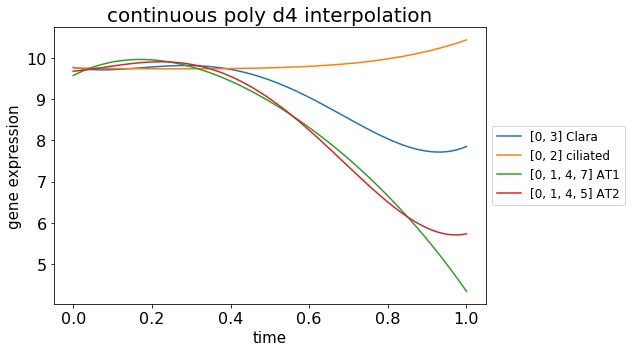 continuous poly d4 interpolation
gene expression
10
9
8
7
6
5
0.0 0.2 0.4 0.6 0.8 1.0
time
[0, 3] Clara
[0, 2] ciliated
[0, 1, 4, 7] AT1
[0, 1, 4, 5] AT2